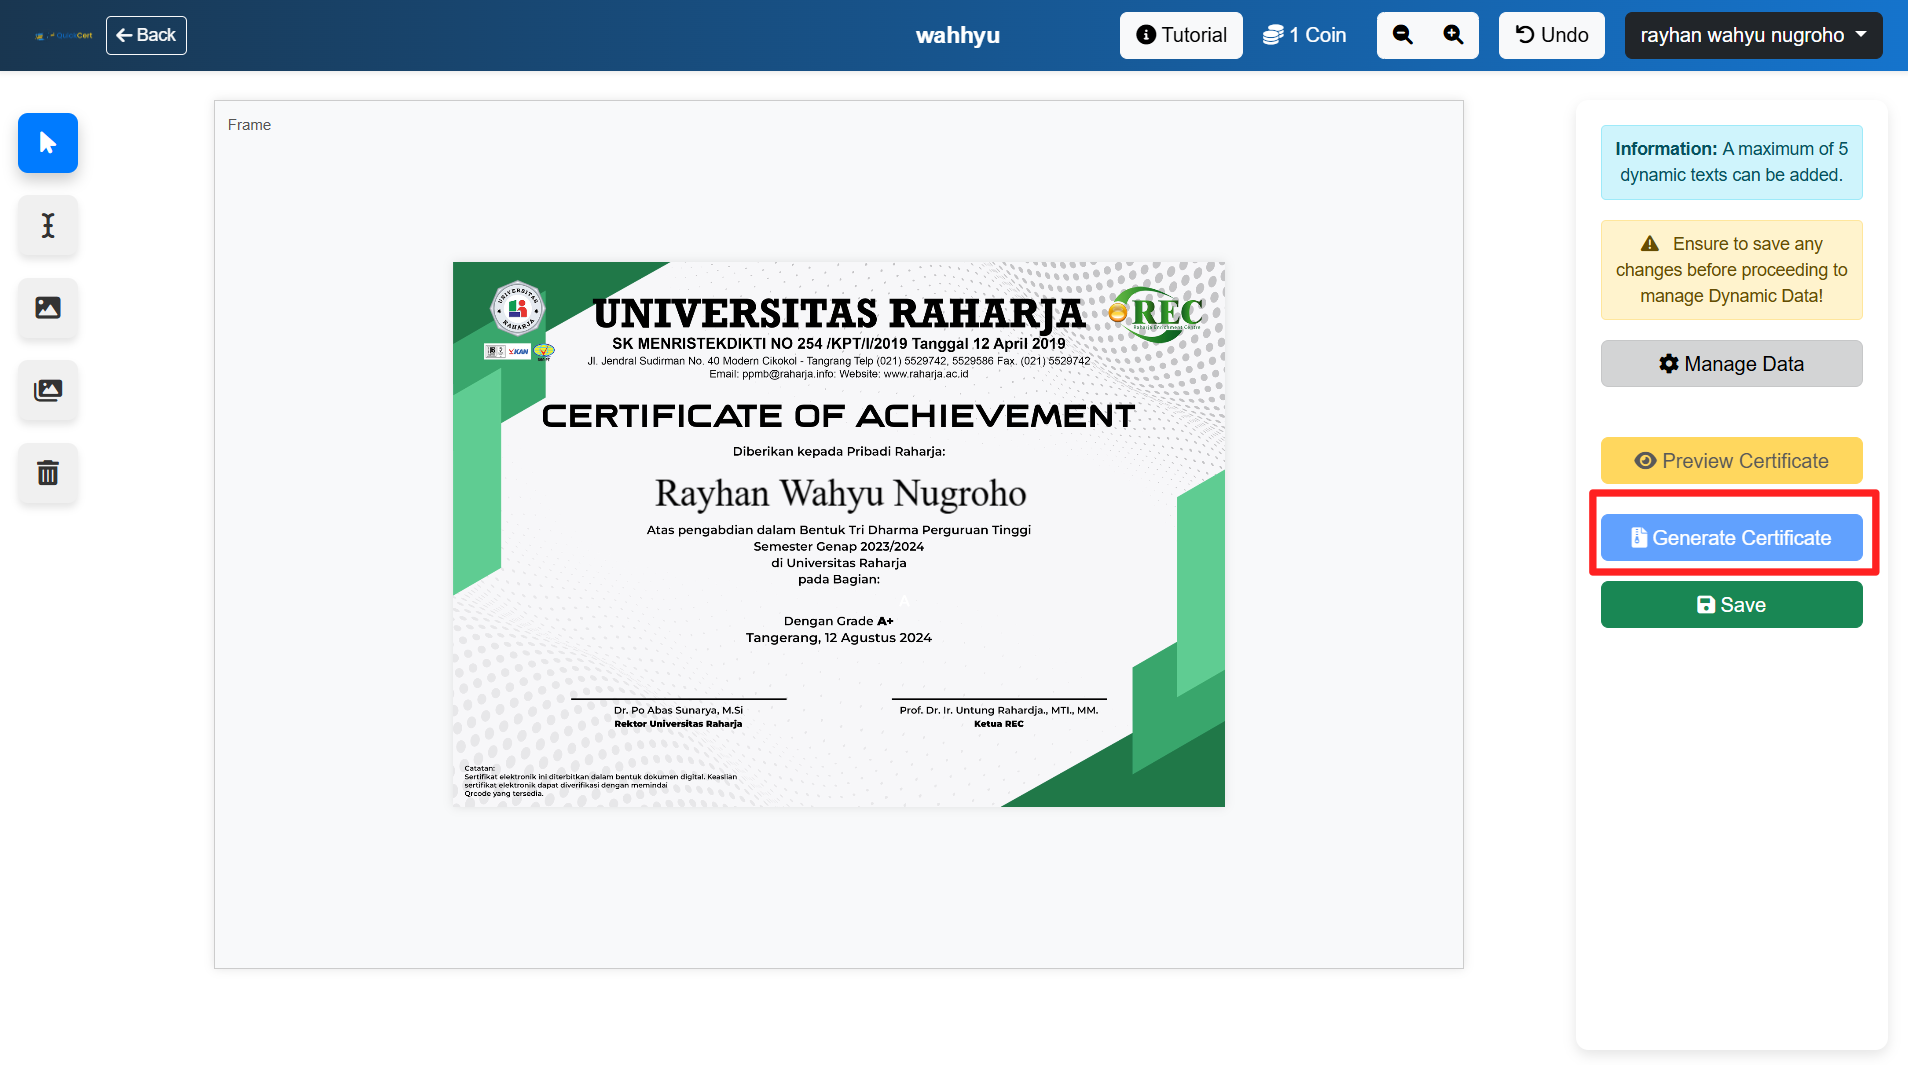 QuickCert
Back
wahhyu
Tutorial
1 Coin
Undo
rayhan wahyu nugroho
Frame
UNIVERSITAS RAHARJA
KAN
REC
Raharja Enrichment Centre
UNIVERSITAS RAHARJA
SK MENRISTEKDIKTI NO 254 /KPT/I/2019 Tanggal 12 April 2019
Jl. Jendral Sudirman No. 40 Modern Cikokol - Tangrang Telp (021) 5529742, 5529586 Fax. (021) 5529742
Email: ppmb@raharja.info: Website: www.raharja.ac.id
CERTIFICATE OF ACHIEVEMENT
Diberikan kepada Pribadi Raharja:
Rayhan Wahyu Nugroho
Atas pengabdian dalam Bentuk Tri Dharma Perguruan Tinggi
Semester Genap 2023/2024
di Universitas Raharja
pada Bagian:
A
Dengan Grade A+
Tangerang, 12 Agustus 2024
Dr. Po Abas Sunarya, M.Si
Rektor Universitas Raharja
Prof. Dr. Ir. Untung Rahardja., MTI., MM.
Ketua REC
Catatan:
Sertifikat elektronik ini diterbitkan dalam bentuk dokumen digital. Keaslian
sertifikat elektronik dapat diverifikasi dengan memindai
Qrcode yang tersedia.
Information: A maximum of 5
dynamic texts can be added.
Ensure to save any
changes before proceeding to
manage Dynamic Data!
Manage Data
Preview Certificate
Generate Certificate
Save